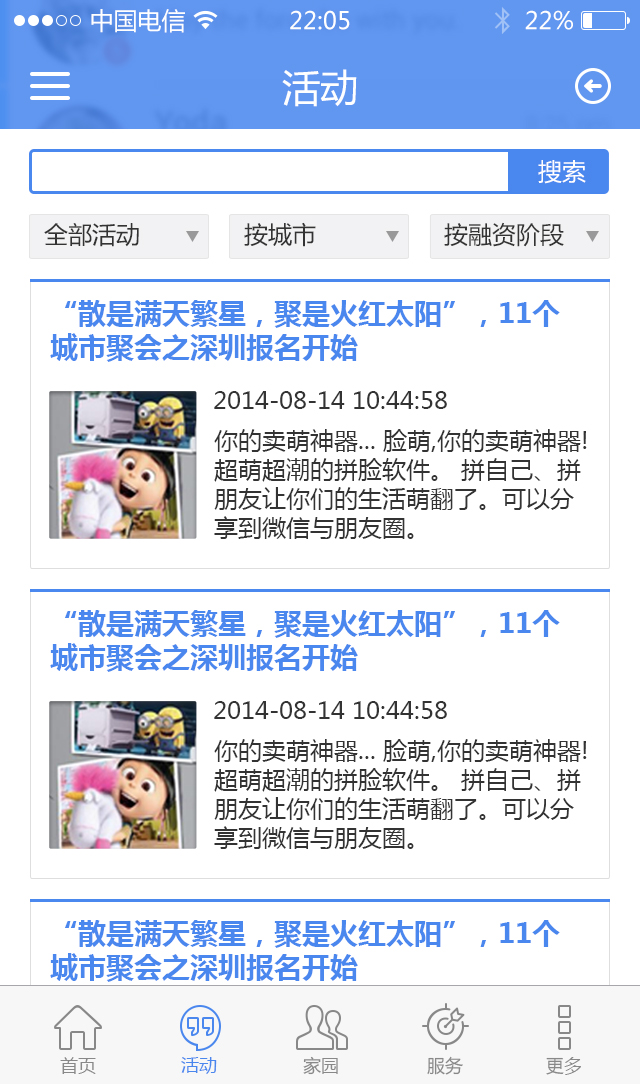 中国电信 22:05 22%
活动
搜索
全部活动 按城市 按融资阶段
“散是满天繁星，聚是火红太阳”，11个
城市聚会之深圳报名开始
2014-08-14 10:44:58
你的卖萌神器... 脸萌,你的卖萌神器!
超萌超潮的拼脸软件。 拼自己、拼
朋友让你们的生活萌翻了。可以分
享到微信与朋友圈。
“散是满天繁星，聚是火红太阳”，11个
城市聚会之深圳报名开始
2014-08-14 10:44:58
你的卖萌神器... 脸萌,你的卖萌神器!
超萌超潮的拼脸软件。 拼自己、拼
朋友让你们的生活萌翻了。可以分
享到微信与朋友圈。
“散是满天繁星，聚是火红太阳”，11个
城市聚会之深圳报名开始
首页 活动 家园 服务 更多